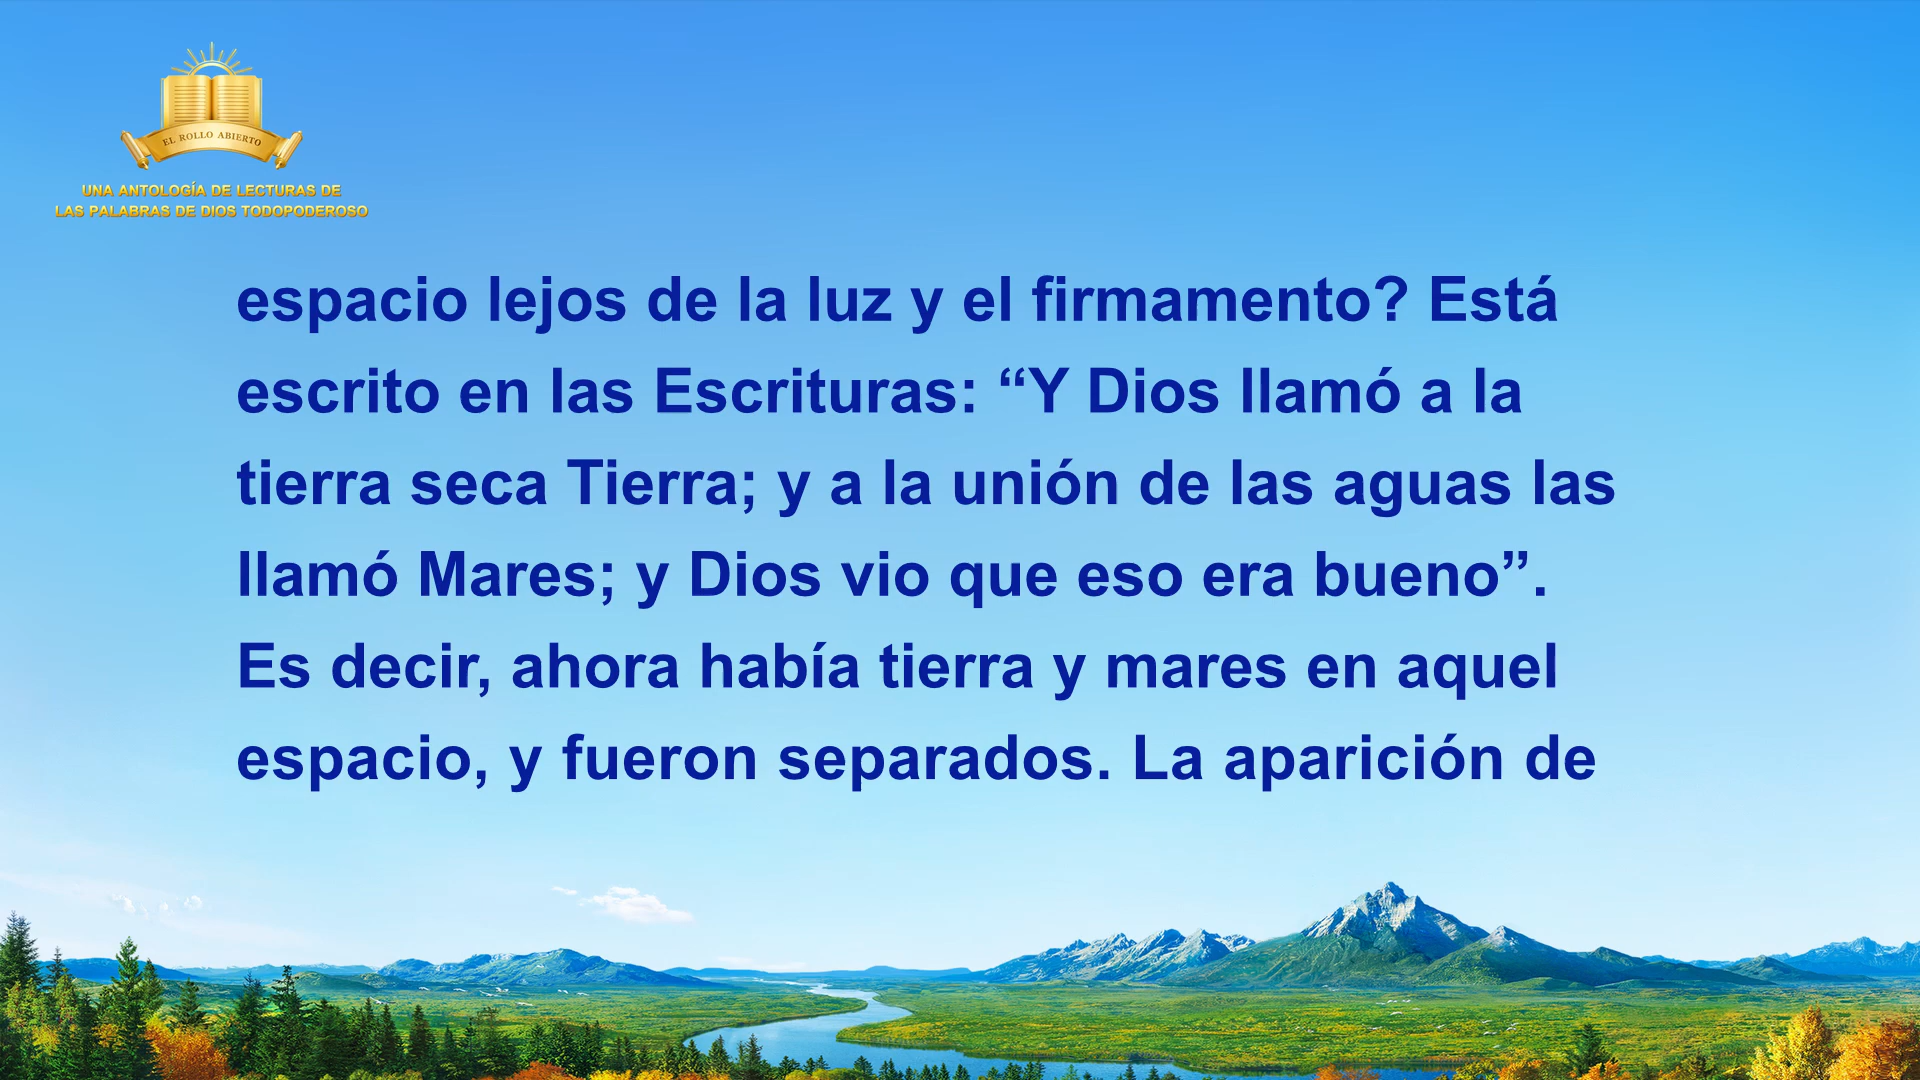 EL ROLLO ABIERTO
UNA ANTOLOGÍA DE LECTURAS DE
LAS PALABRAS DE DIOS TODOPODEROSO
espacio lejos de la luz y el firmamento? Está
escrito en las Escrituras: “Y Dios llamó a la
tierra seca Tierra; y a la unión de las aguas las
llamó Mares; y Dios vio que eso era bueno”.
Es decir, ahora había tierra y mares en aquel
espacio, y fueron separados. La aparición de